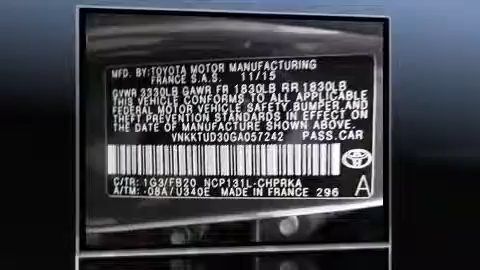 MFD. BY:TOYOTA MOTOR MANUFACTURING
FRANCE S.A.S. 11/15
GVWR 3330LB GAWR FR 1830LB RR 1830LB
THIS VEHICLE CONFORMS TO ALL APPLICABLE
FEDERAL MOTOR VEHICLE SAFETY, BUMPER, AND
THEFT PREVENTION STANDARDS IN EFFECT ON
THE DATE OF MANUFACTURE SHOWN ABOVE.
VNKKTUD30GA057242 PASS.CAR
C/TR: 1G3/FB20 NCP131L-CHPRKA
A/TM: -08A/U340E MADE IN FRANCE 296 A